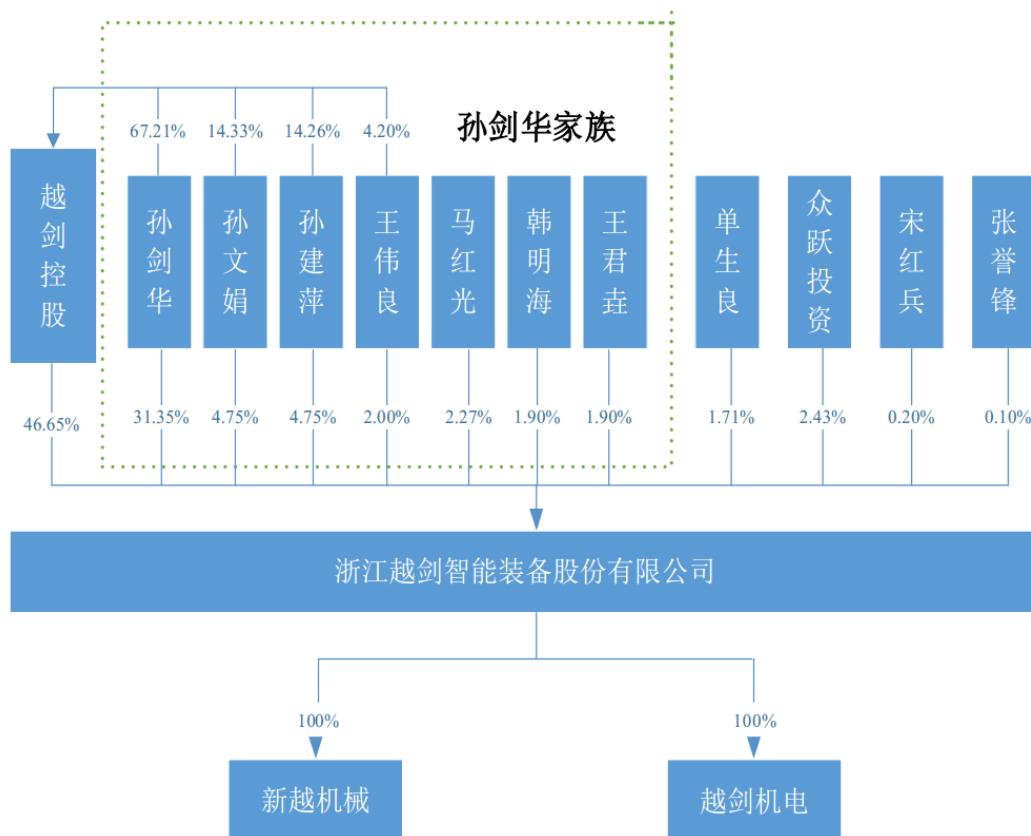 孙剑华家族
67.21%
14.33%
14.26%
4.20%
越剑控股
孙剑华
孙文娟
孙建萍
王伟良
马红光
韩明海
王君垚
单生良
众跃投资
宋红兵
张誉锋
46.65%
31.35%
4.75%
4.75%
2.00%
2.27%
1.90%
1.90%
1.71%
2.43%
0.20%
0.10%
浙江越剑智能装备股份有限公司
100%
100%
新越机械
越剑机电